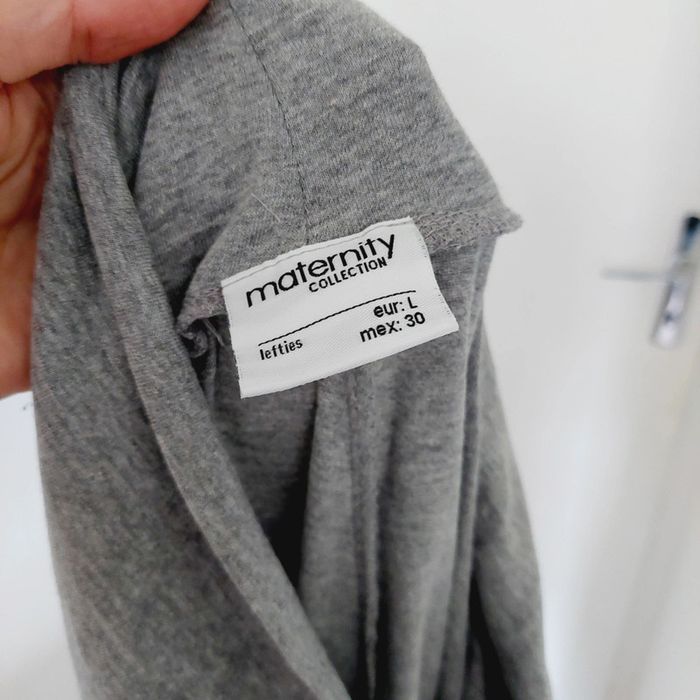 maternity
COLLECTION
eur: L
lefties
mex: 30